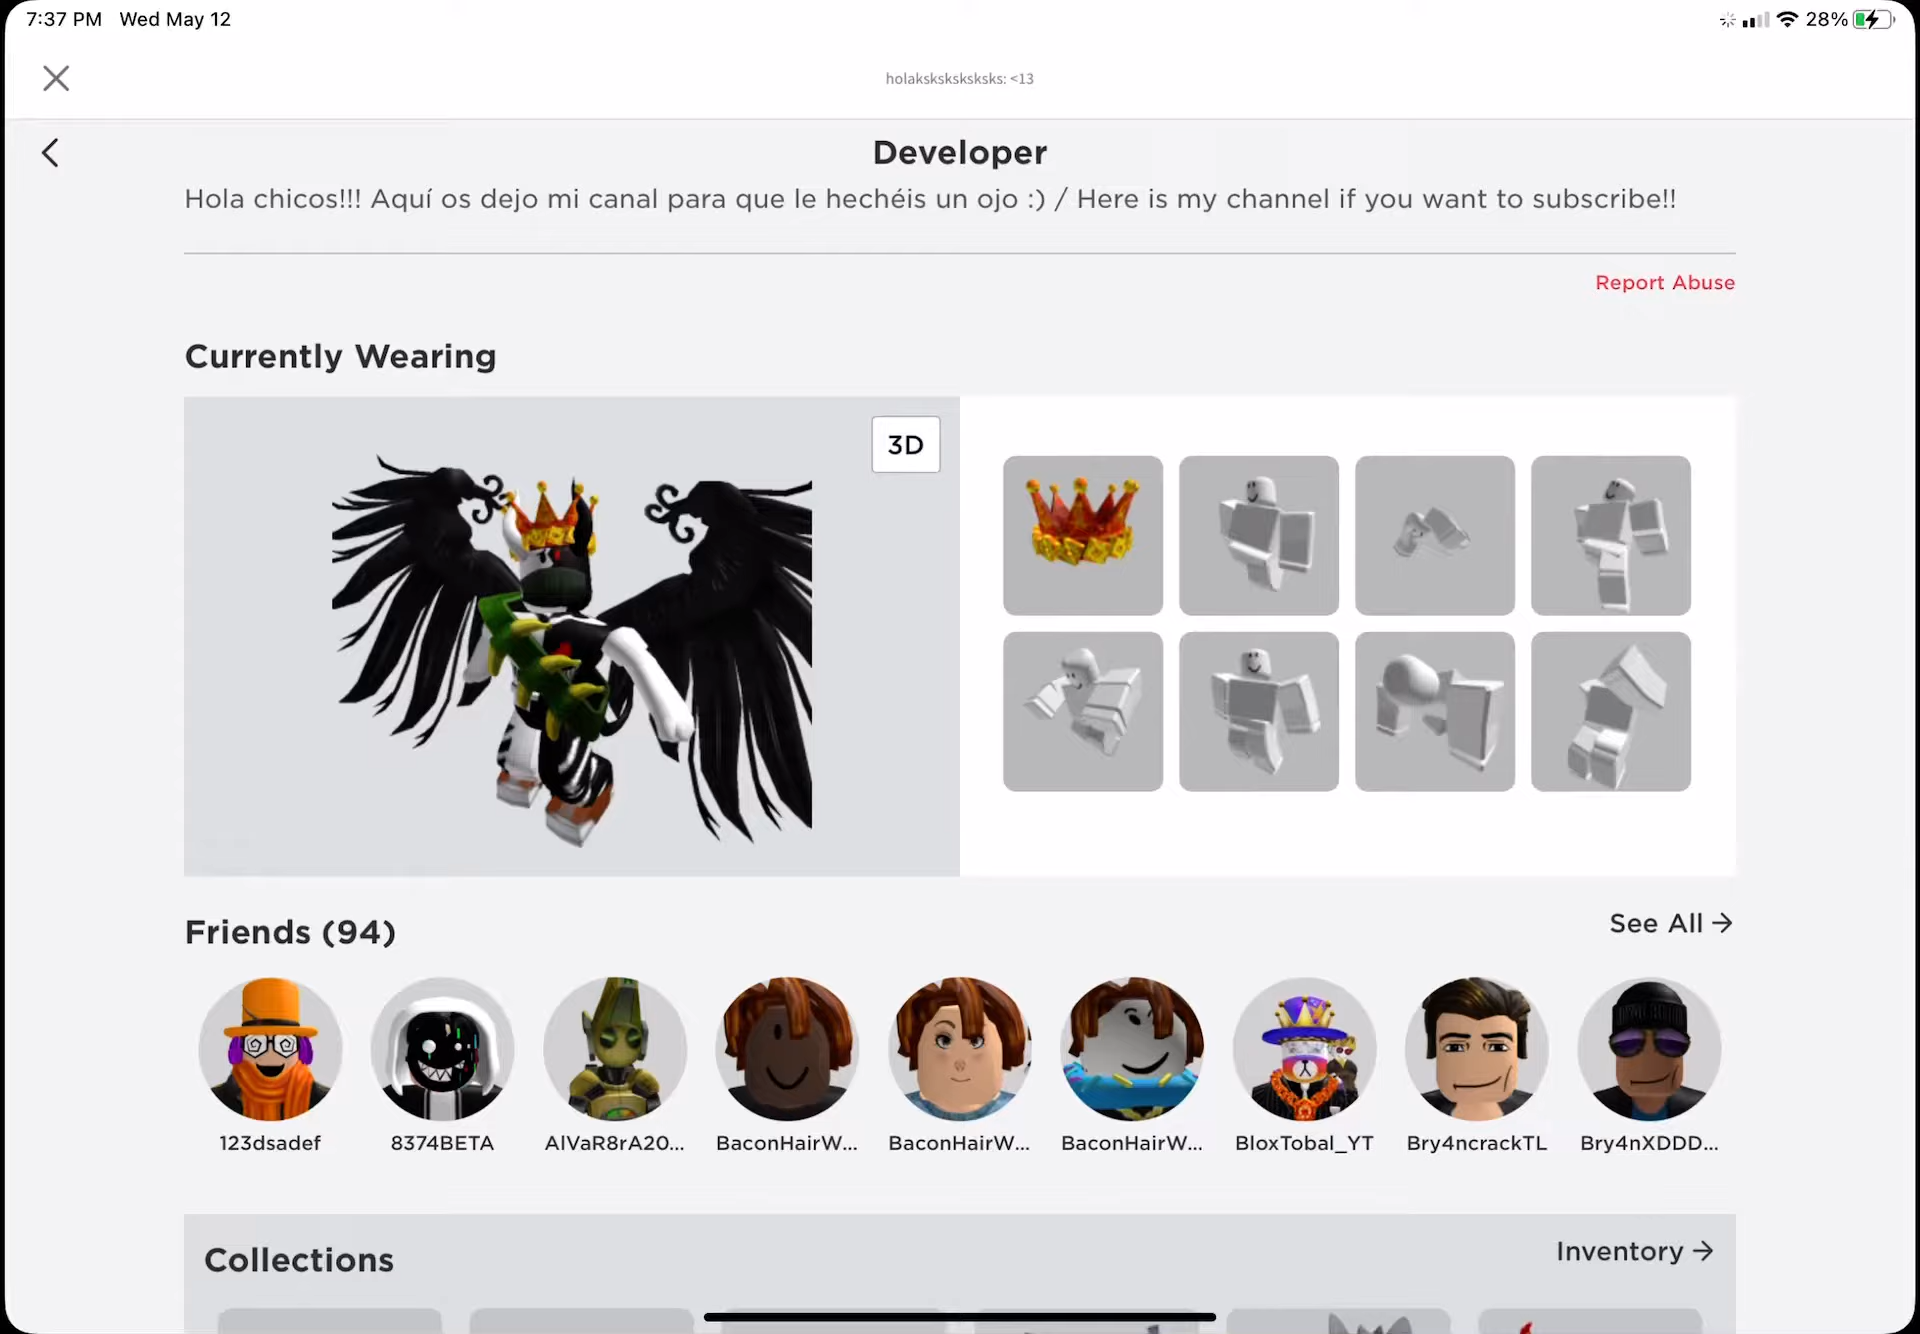 7:37 PM Wed May 12
28%
holaksksksksksks: <13
Developer
Hola chicos!!! Aquí os dejo mi canal para que le hechéis un ojo :) / Here is my channel if you want to subscribe!!
Report Abuse
Currently Wearing
3D
Friends (94)
See All →
123dsadef
8374BETA
AlVaR8rA20...
BaconHairW...
BaconHairW...
BaconHairW...
BloxTobal_YT
Bry4ncrackTL
Bry4nXDDD...
Collections
Inventory →